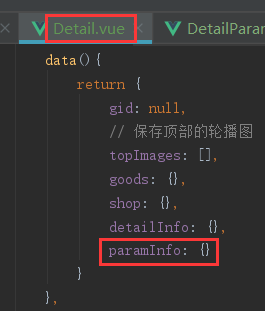 Detail.vue
DetailParam
data(){
return {
gid: null,
// 保存顶部的轮播图
topImages: [],
goods: {},
shop: {},
detailInfo: {},
paramInfo: {}
}
},